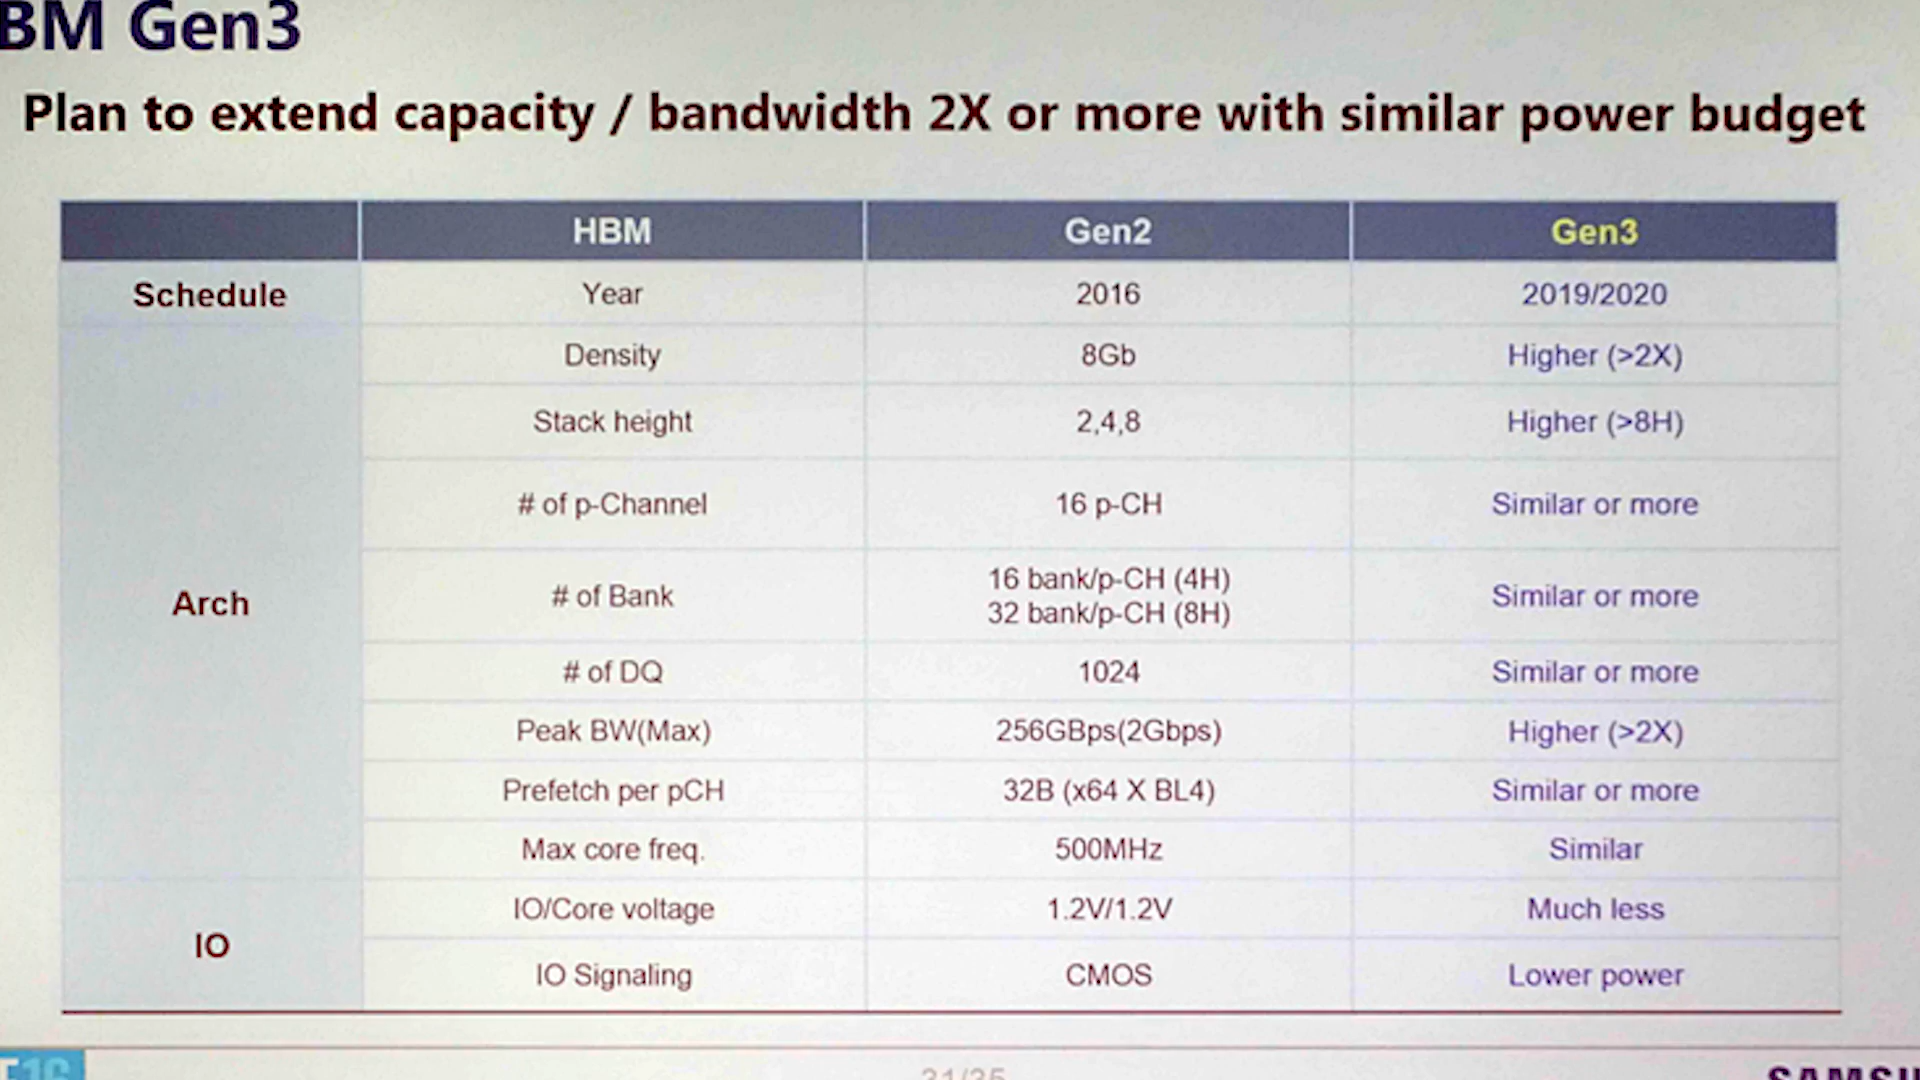 BM Gen3
Plan to extend capacity / bandwidth 2X or more with similar power budget
HBM Gen2 Gen3
Schedule Year 2016 2019/2020
Density 8Gb Higher (>2X)
Stack height 2,4,8 Higher (>8H)
# of p-Channel 16 p-CH Similar or more
16 bank/p-CH (4H)
Arch # of Bank Similar or more
32 bank/p-CH (8H)
# of DQ 1024 Similar or more
Peak BW(Max) 256GBps(2Gbps) Higher (>2X)
Prefetch per pCH 32B (x64 X BL4) Similar or more
Max core freq. 500MHz Similar
IO/Core voltage 1.2V/1.2V Much less
IO
IO Signaling CMOS Lower power
31/35